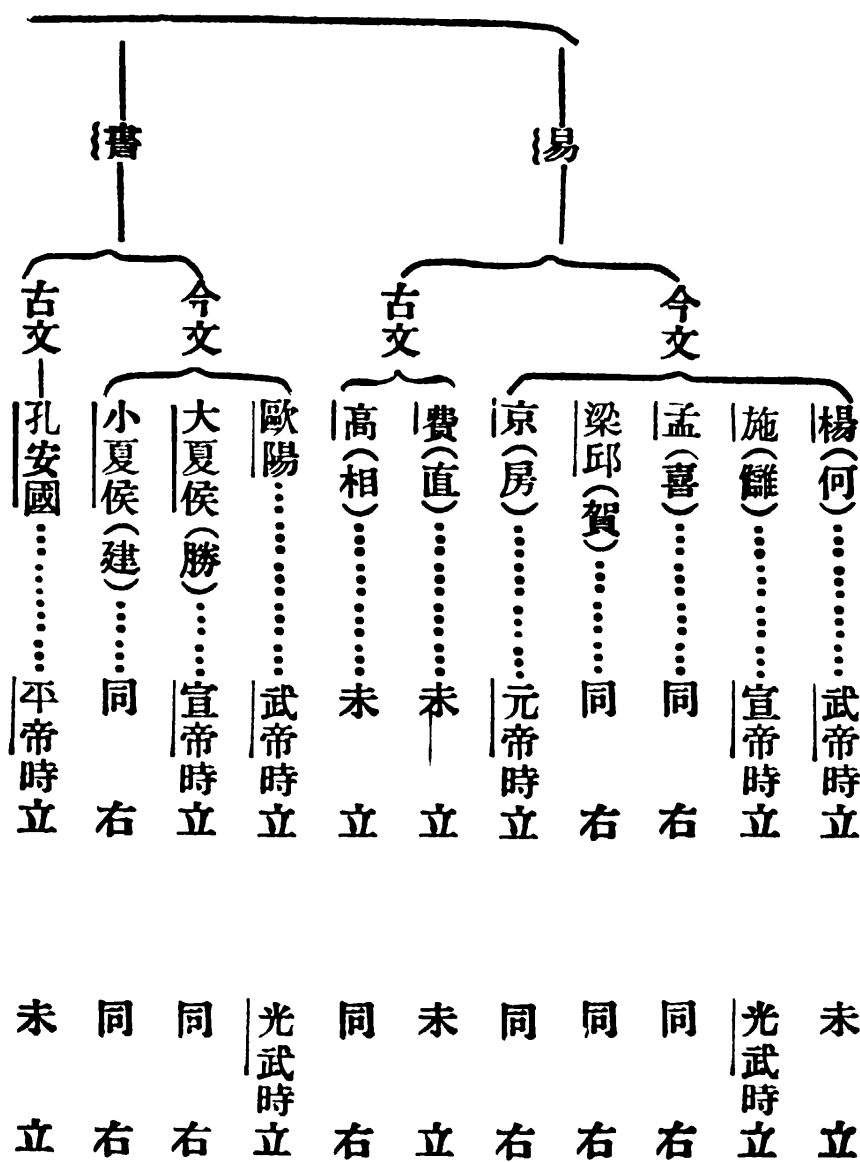 易
今文
楊(何)……武帝時立 未立
施(讎)……宣帝時立 光武時立
孟(喜)……同右 同右
梁邱(賀)……同右 同右
京(房)……元帝時立 同右
古文
費(直)……未立 未立
高(相)……未立 同右
書
今文
歐陽……武帝時立 光武時立
大夏侯(勝)……宣帝時立 同右
小夏侯(建)……同右 同右
古文
孔安國……平帝時立 未立